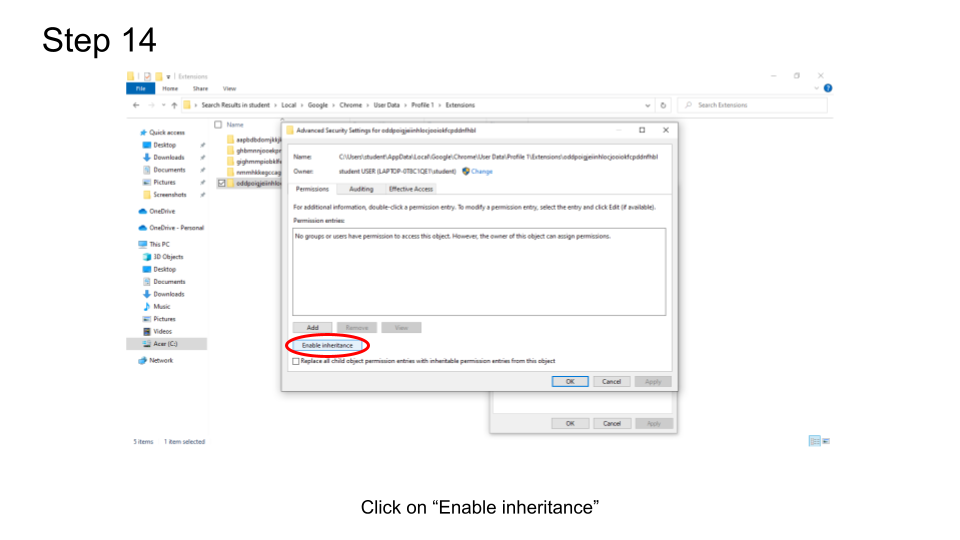 Step 14
Extensions
File Home Share View
Search Results in student > Local > Google > Chrome > User Data > Profile 1 > Extensions
Search Extensions
Quick access
Desktop
Downloads
Documents
Pictures
Screenshots
OneDrive
OneDrive - Personal
This PC
3D Objects
Desktop
Documents
Downloads
Music
Pictures
Videos
Acer (C:)
Network
Name
Advanced Security Settings for oddpoigjeinhlocjooiokfcpddnfhbl
Name: C:\Users\student\AppData\Local\Google\Chrome\User Data\Profile 1\Extensions\oddpoigjeinhlocjooiokfcpddnfhbl
Owner: student USER (LAPTOP-0T8C1QE1\student) Change
Permissions Auditing Effective Access
For additional information, double-click a permission entry. To modify a permission entry, select the entry and click Edit (if available).
Permission entries:
No groups or users have permission to access this object. However, the owner of this object can assign permissions.
Add Remove View
Enable inheritance
Replace all child object permission entries with inheritable permission entries from this object
OK Cancel Apply
OK Cancel Apply
5 items 1 item selected
Click on “Enable inheritance”